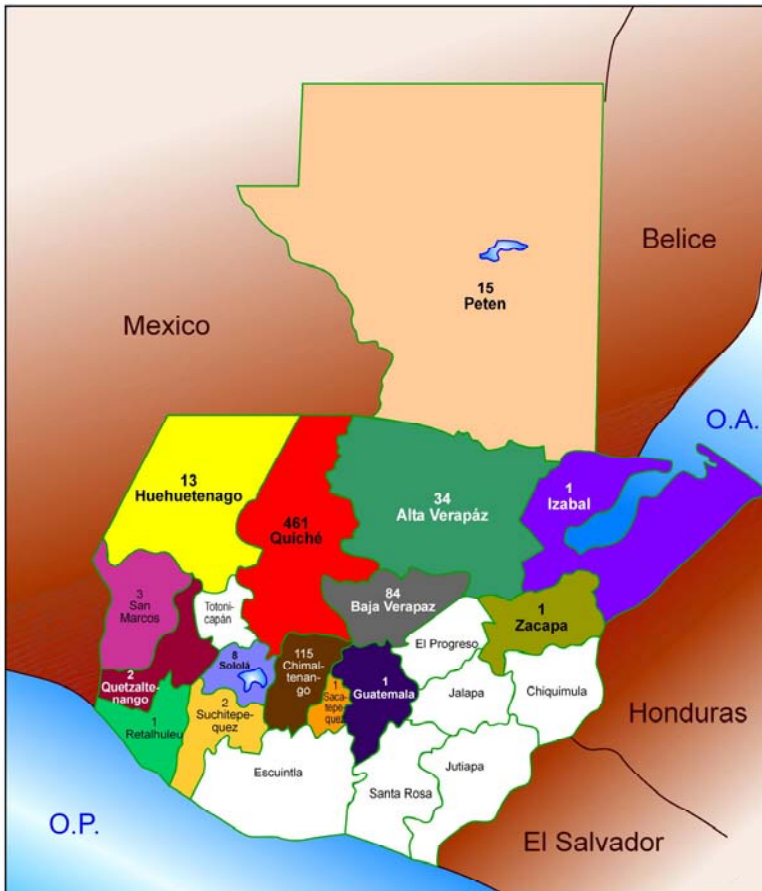 Belice
15
Peten
Mexico
O.A.
13
Huehuetenago
461
Quiché
34
Alta Verapáz
1
Izabal
3
San
Marcos
Totoni-
capán
84
Baja Verapaz
El Progreso
1
Zacapa
2
Quetzalte-
nango
8
Sololá
115
Chimal-
tenan-
go
1
Saca-
tepe-
quez
1
Guatemala
Jalapa
Chiquimula
Honduras
1
Retalhuleu
2
Suchitepe-
quez
Escuintla
Santa Rosa
Jutiapa
O.P.
El Salvador